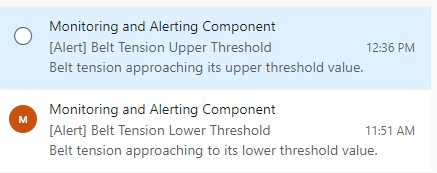 Monitoring and Alerting Component
[Alert] Belt Tension Upper Threshold 12:36 PM
Belt tension approaching its upper threshold value.
Monitoring and Alerting Component
M
[Alert] Belt Tension Lower Threshold 11:51 AM
Belt tension approaching to its lower threshold value.